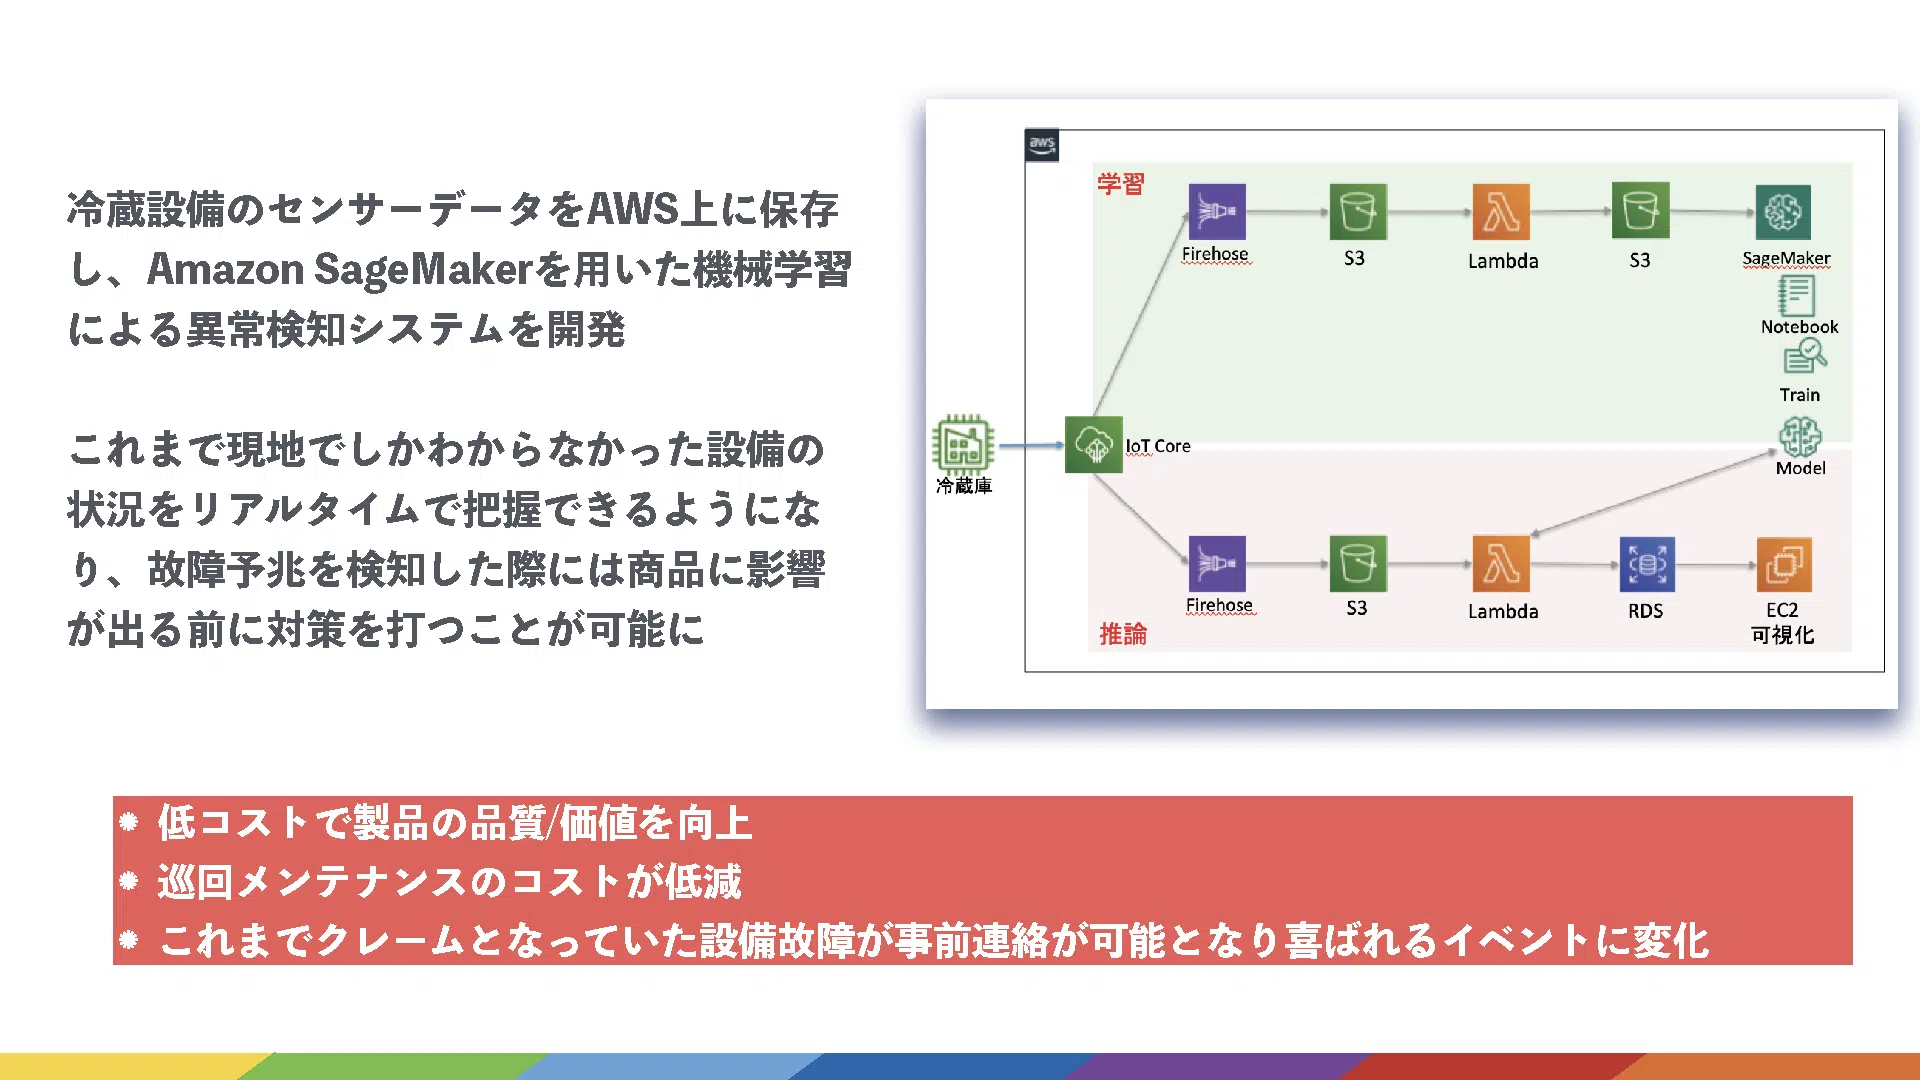 冷蔵設備のセンサーデータをAWS上に保存
し、Amazon SageMakerを用いた機械学習
による異常検知システムを開発
これまで現地でしかわからなかった設備の
状況をリアルタイムで把握できるようにな
り、故障予兆を検知した際には商品に影響
が出る前に対策を打つことが可能に
aws
学習
Firehose
S3
Lambda
S3
SageMaker
Notebook
Train
Model
冷蔵庫
IoT Core
Firehose
S3
Lambda
RDS
EC2
可視化
推論
低コストで製品の品質/価値を向上
巡回メンテナンスのコストが低減
これまでクレームとなっていた設備故障が事前連絡が可能となり喜ばれるイベントに変化